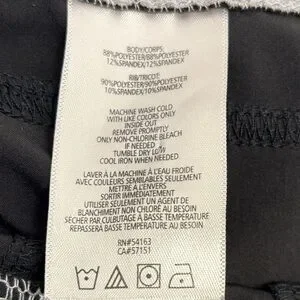 BODY/CORPS:
88%POLYESTER/88%POLYESTER
12%SPANDEX/12%SPANDEX
RIB/TRICOT:
90%POLYESTER/90%POLYESTER
10%SPANDEX/10%SPANDEX
MACHINE WASH COLD
WITH LIKE COLORS ONLY
INSIDE OUT
REMOVE PROMPTLY
ONLY NON-CHLORINE BLEACH
IF NEEDED
TUMBLE DRY LOW
COOL IRON WHEN NEEDED
LAVER À LA MACHINE À L'EAU FROIDE
AVEC COULEURS SEMBLABLES SEULEMENT
METTRE À L'ENVERS
SORTIR IMMÉDIATEMENT
UTILISER SEULEMENT UN AGENT DE
BLANCHIMENT NON CHLORÉ AU BESOIN
SÉCHER PAR CULBUTAGE À BASSE TEMPÉRATURE
REPASSER À BASSE TEMPÉRATURE
RN#54163
CA#57151